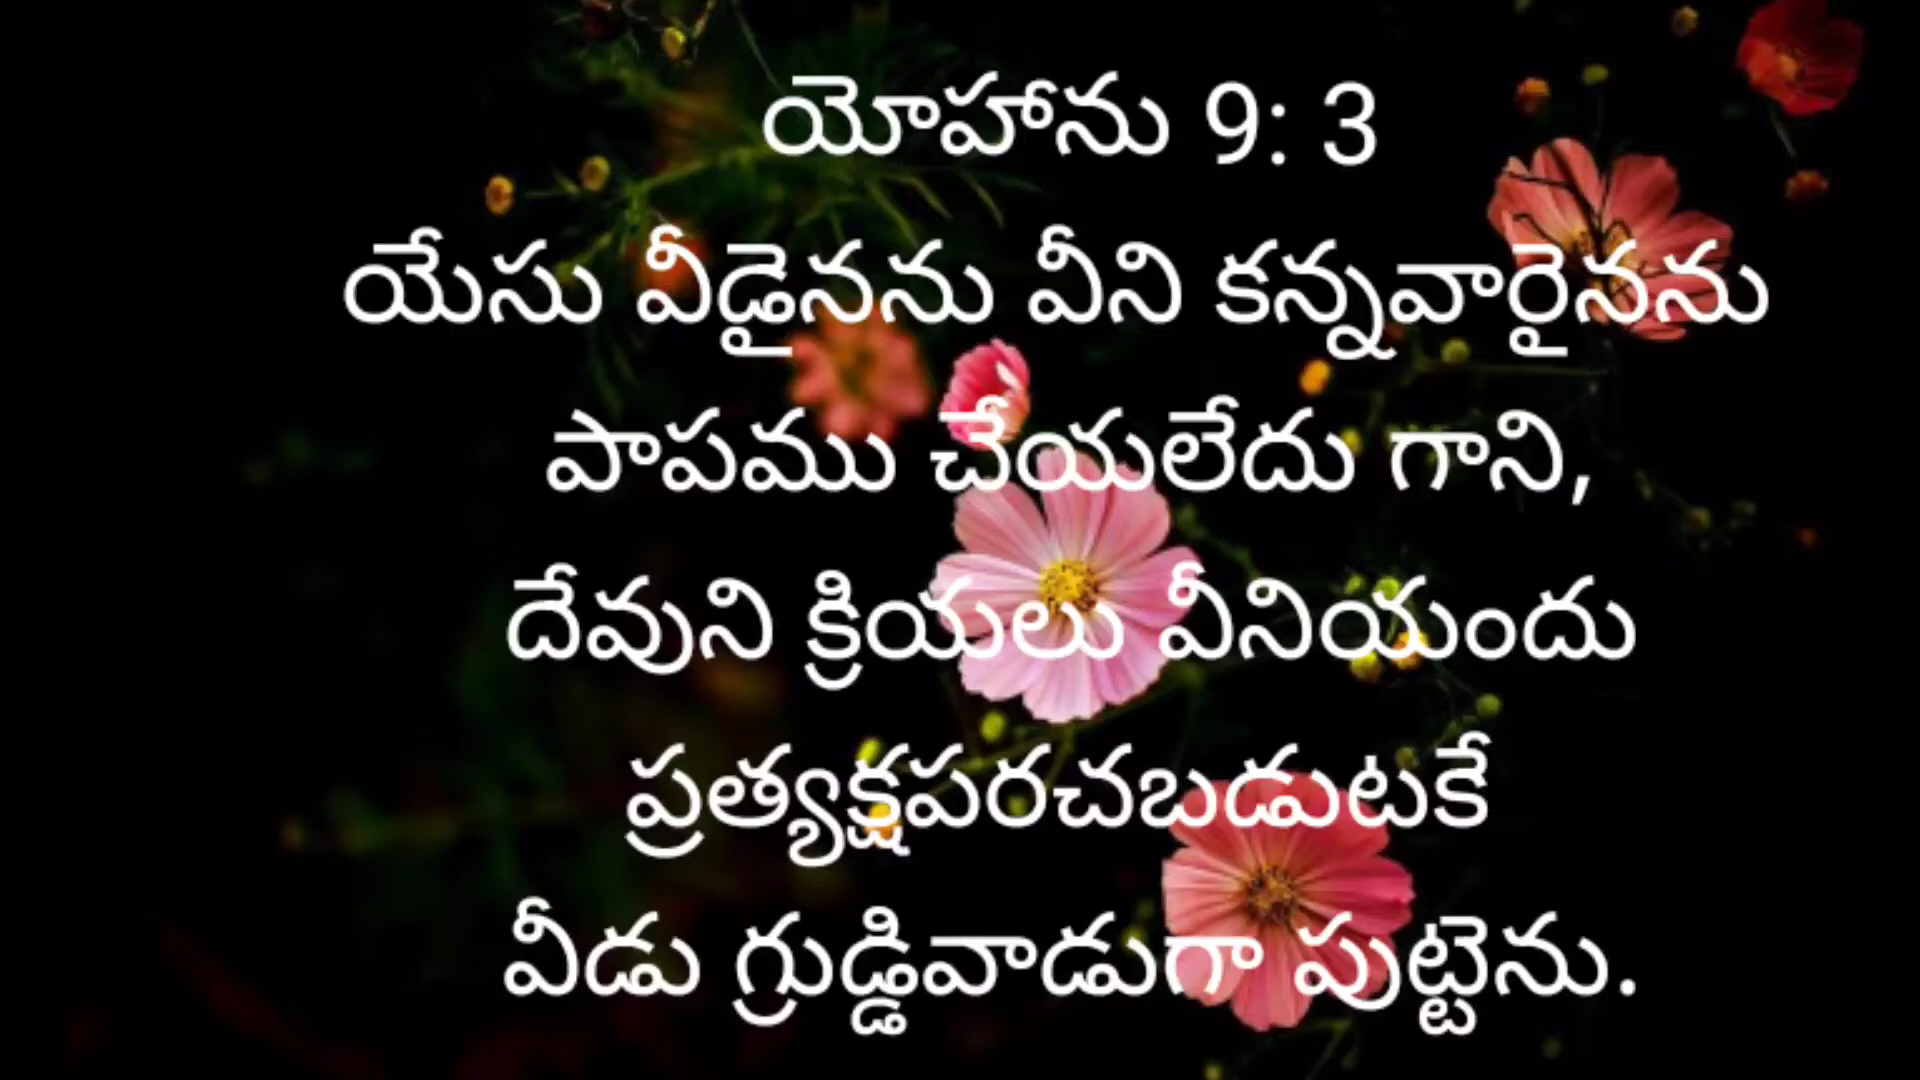 యోహాను 9: 3
యేసు వీడైనను వీని కన్నవారైనను
పాపము చేయలేదు గాని,
దేవుని క్రియలు వీనియందు
ప్రత్యక్షపరచబడుటకే
వీడు గ్రుడ్డివాడుగా పుట్టెను.